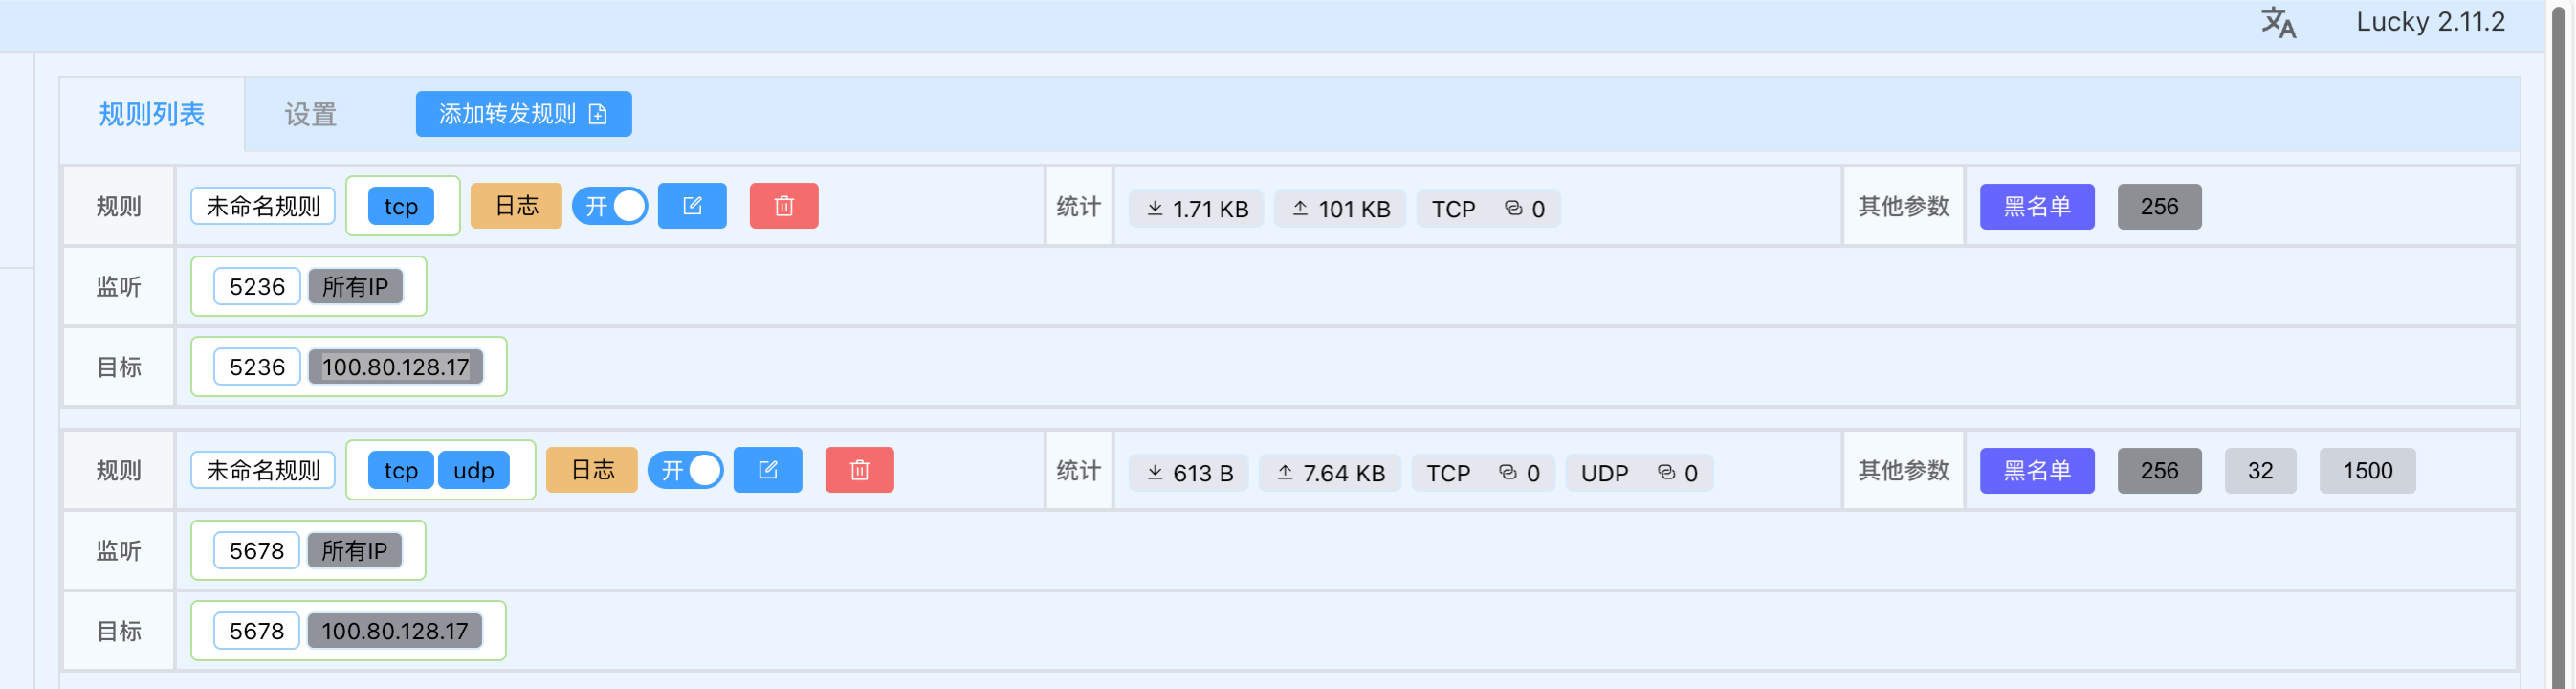 Lucky 2.11.2
规则列表 设置 添加转发规则
规则 未命名规则 tcp 日志 开 统计 1.71 KB 101 KB TCP 0 其他参数 黑名单 256
监听 5236 所有IP
目标 5236 100.80.128.17
规则 未命名规则 tcp udp 日志 开 统计 613 B 7.64 KB TCP 0 UDP 0 其他参数 黑名单 256 32 1500
监听 5678 所有IP
目标 5678 100.80.128.17